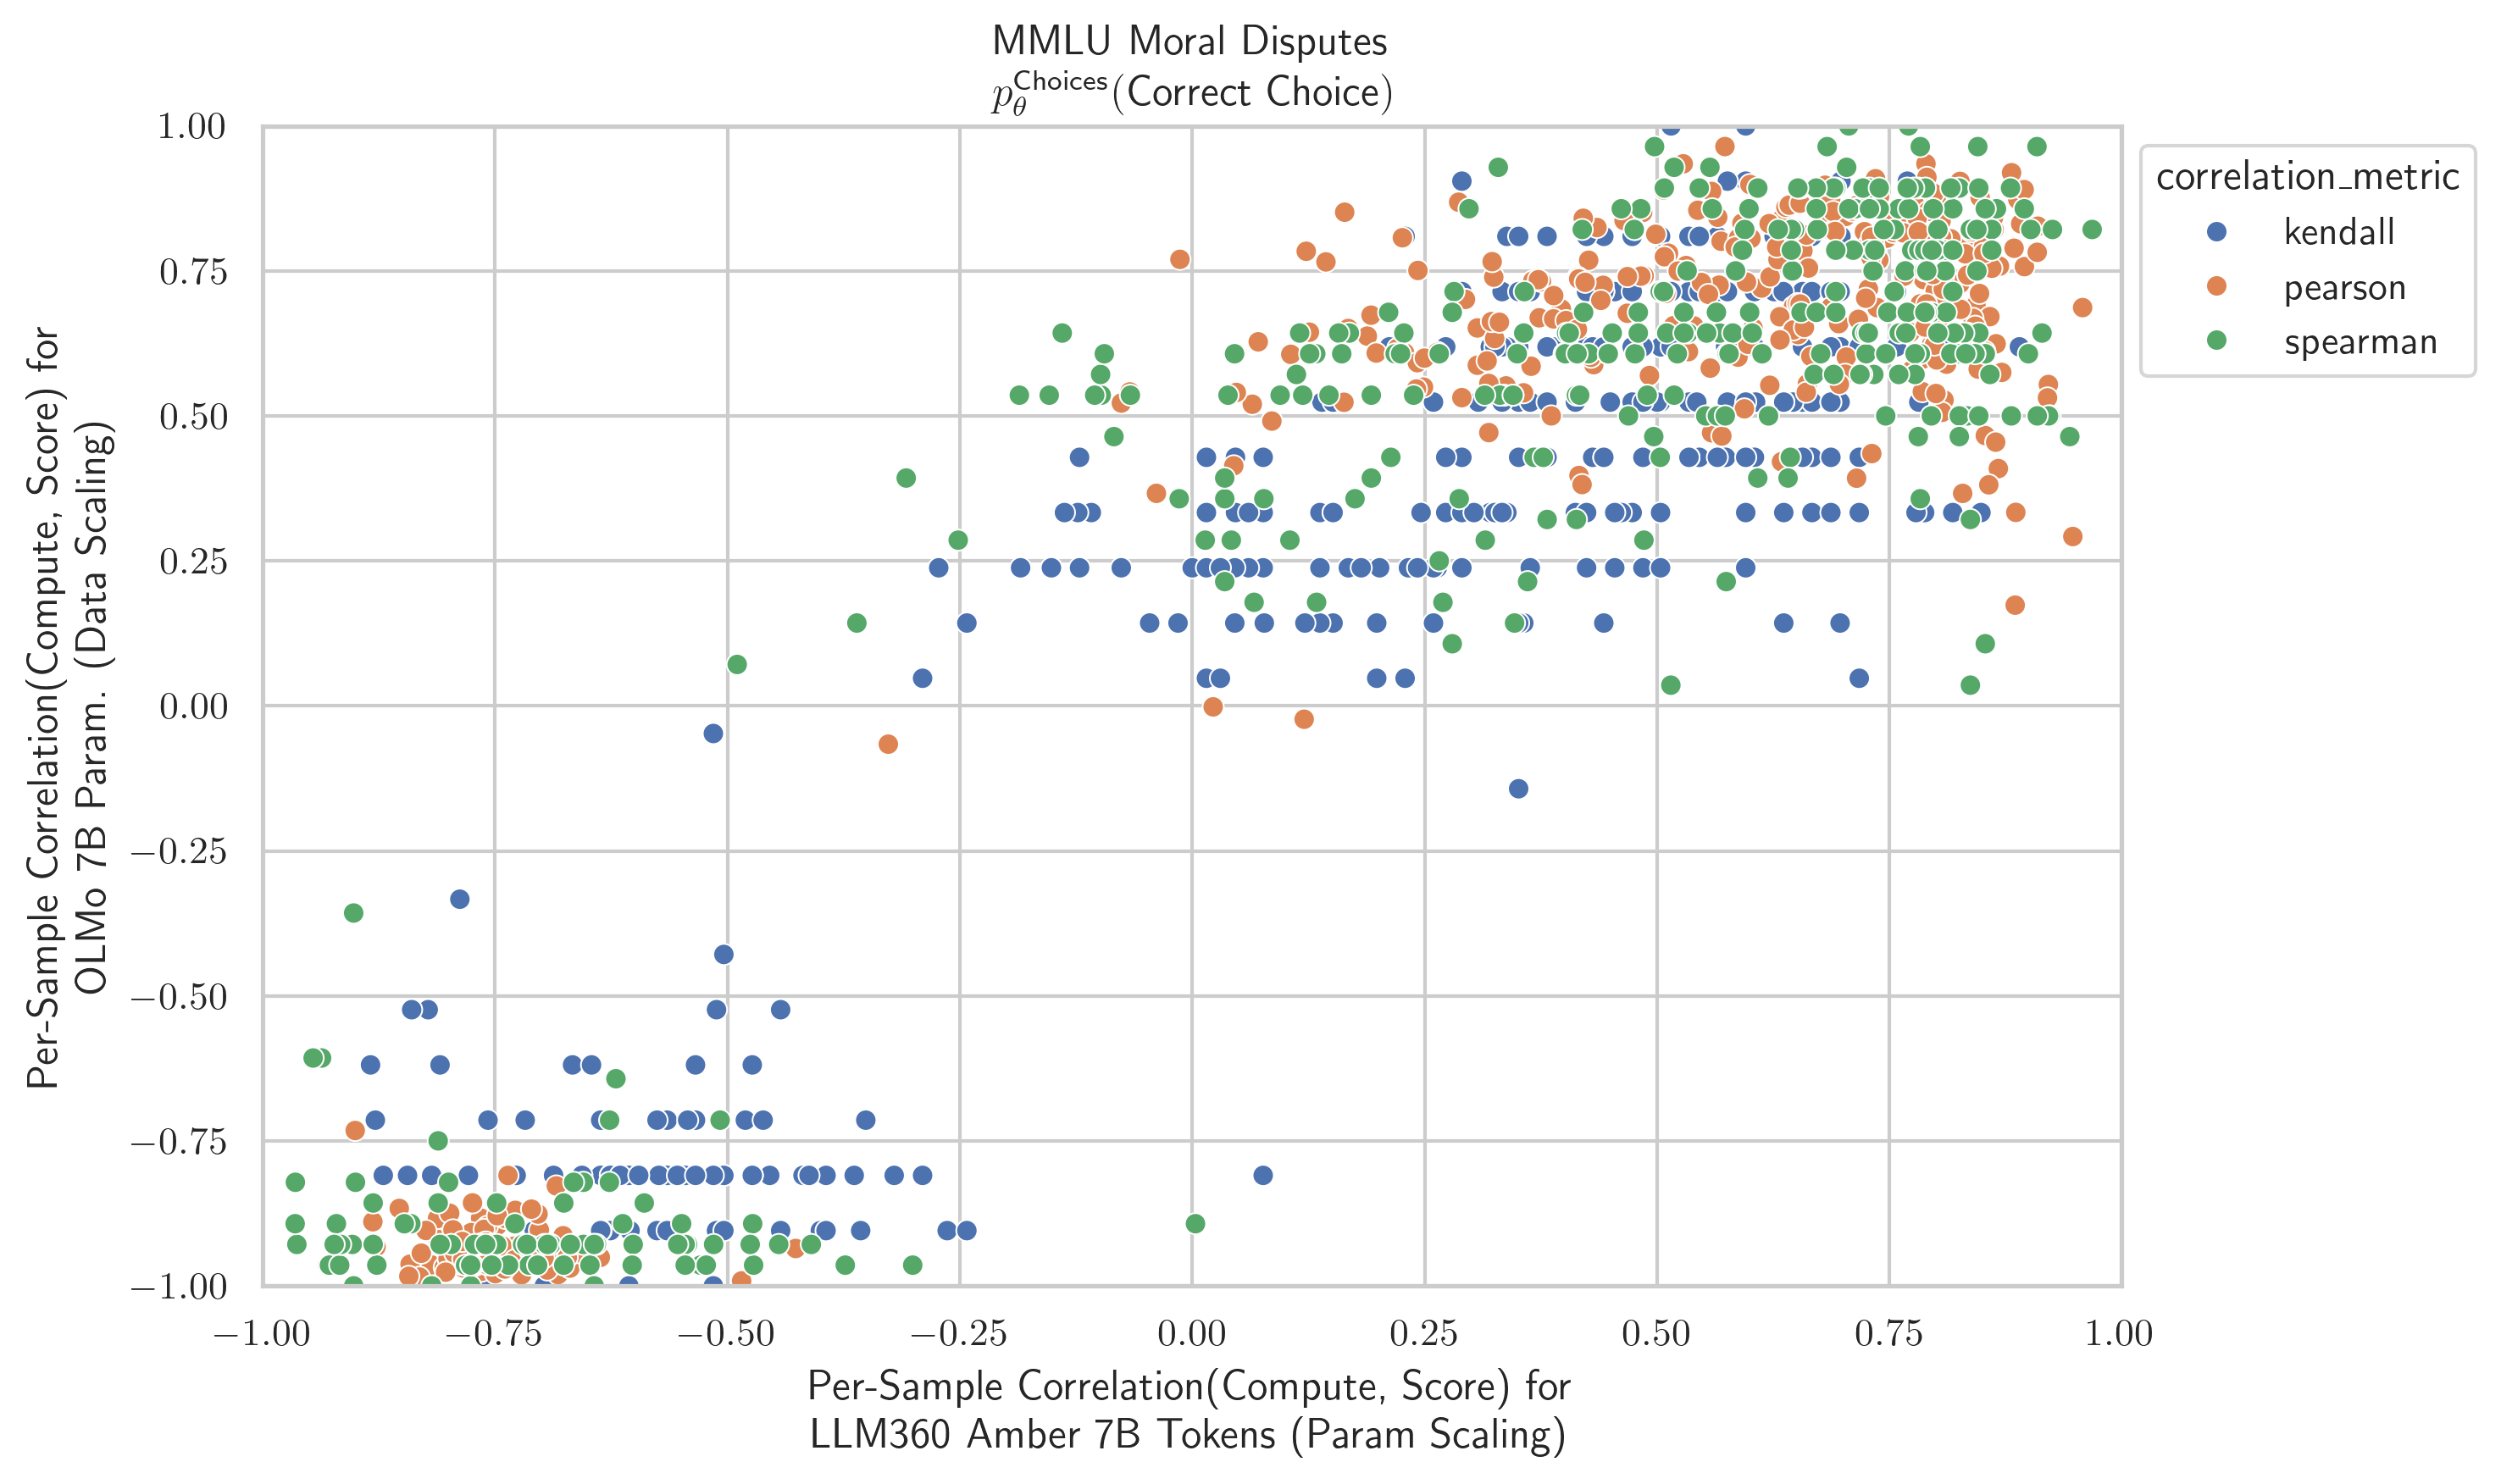 MMLU Moral Disputes
p_θ^Choices(Correct Choice)
1.00
0.75
0.50
0.25
0.00
−0.25
−0.50
−0.75
−1.00
Per-Sample Correlation(Compute, Score) for
OLMo 7B Param. (Data Scaling)
correlation_metric
kendall
pearson
spearman
−1.00 −0.75 −0.50 −0.25 0.00 0.25 0.50 0.75 1.00
Per-Sample Correlation(Compute, Score) for
LLM360 Amber 7B Tokens (Param Scaling)